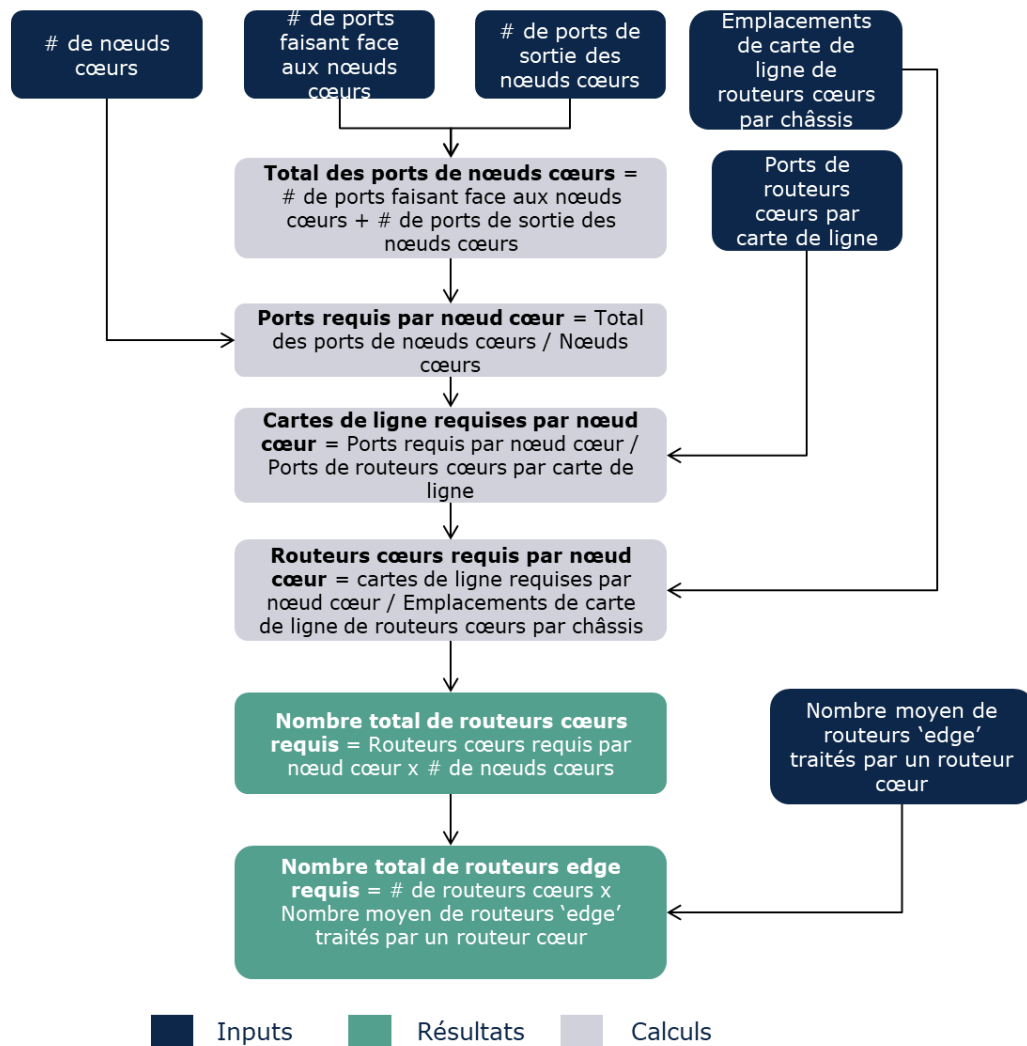 # de nœuds
cœurs
# de ports
faisant face
aux nœuds
cœurs
# de ports de
sortie des
nœuds cœurs
Emplacements
de carte de
ligne de
routeurs cœurs
par châssis
Total des ports de nœuds cœurs =
# de ports faisant face aux nœuds
cœurs + # de ports de sortie des
nœuds cœurs
Ports de
routeurs
cœurs par
carte de ligne
Ports requis par nœud cœur = Total
des ports de nœuds cœurs / Nœuds
cœurs
Cartes de ligne requises par nœud
cœur = Ports requis par nœud cœur /
Ports de routeurs cœurs par carte de
ligne
Routeurs cœurs requis par nœud
cœur = cartes de ligne requises par
nœud cœur / Emplacements de carte
de ligne de routeurs cœurs par châssis
Nombre total de routeurs cœurs
requis = Routeurs cœurs requis par
nœud cœur x # de nœuds cœurs
Nombre moyen de
routeurs ‘edge’
traités par un routeur
cœur
Nombre total de routeurs edge
requis = # de routeurs cœurs x
Nombre moyen de routeurs ‘edge’
traités par un routeur cœur
Inputs
Résultats
Calculs